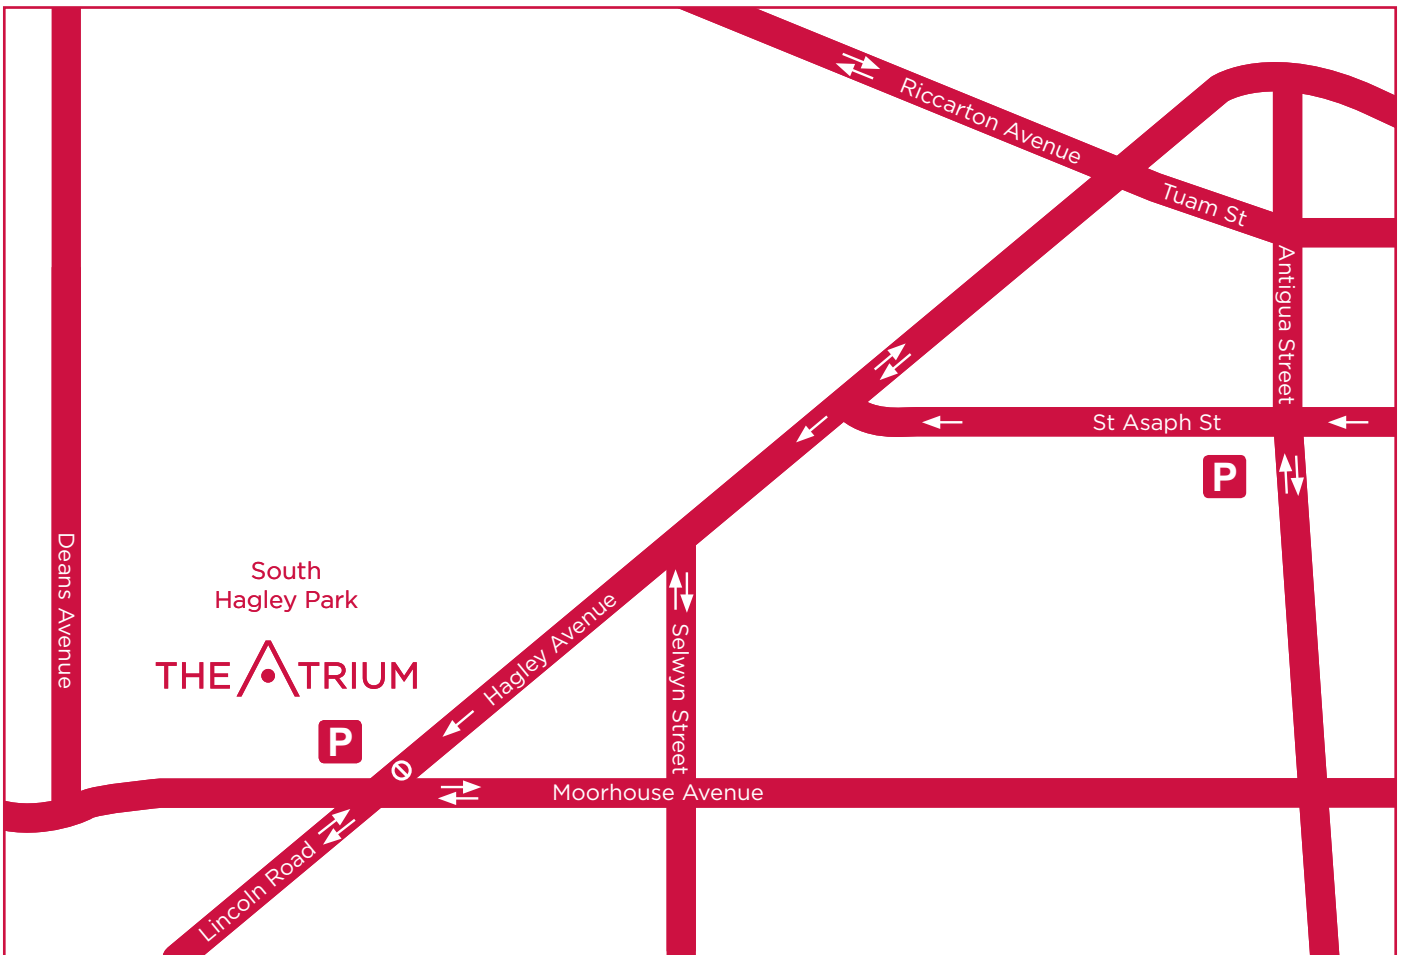 Riccarton Avenue
Tuam St
Antigua Street
St Asaph St
P
Deans Avenue
South
Hagley Park
THE ATRIUM
P
Hagley Avenue
Selwyn Street
Moorhouse Avenue
Lincoln Road